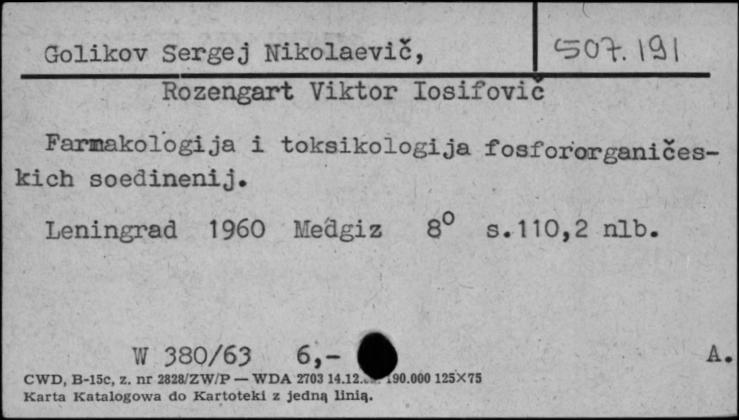 Golikov Sergej Nikolaevič, 507.191
Rozengart Viktor Iosifovič
Farmakologija i toksikologija fosfororganičes-
kich soedinenij.
Leningrad 1960 Medgiz 8° s.110,2 nlb.
W 380/63 6,- A.
CWD, B-15c, z. nr 2828/ZW/P — WDA 2703 190.000 125×75
Karta Katalogowa do Kartoteki z jedną linią.